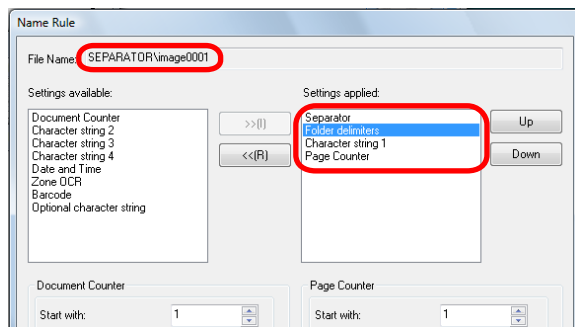 Name Rule
File Name: SEPARATOR\image0001
Settings available:
Settings applied:
Document Counter
Character string 2
Character string 3
Character string 4
Date and Time
Zone OCR
Barcode
Optional character string
>>(I)
<<(R)
Separator
Folder delimiters
Character string 1
Page Counter
Up
Down
Document Counter
Start with: 1
Page Counter
Start with: 1